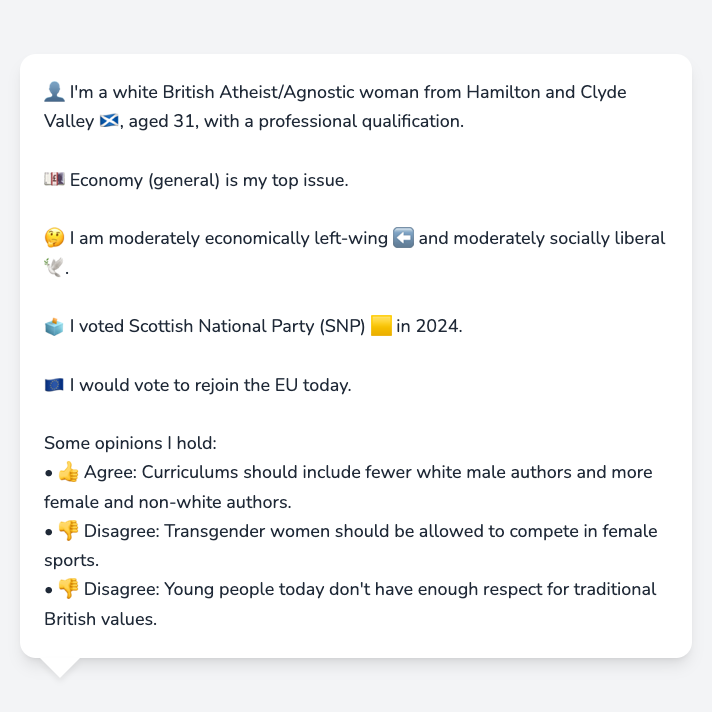 👤 I'm a white British Atheist/Agnostic woman from Hamilton and Clyde
Valley 🏴󠁧󠁢󠁳󠁣󠁴󠁿, aged 31, with a professional qualification.
💷 Economy (general) is my top issue.
🤔 I am moderately economically left-wing ⬅️ and moderately socially liberal
🕊️.
🗳️ I voted Scottish National Party (SNP) 🟨 in 2024.
🇪🇺 I would vote to rejoin the EU today.
Some opinions I hold:
• 👍 Agree: Curriculums should include fewer white male authors and more
female and non-white authors.
• 👎 Disagree: Transgender women should be allowed to compete in female
sports.
• 👎 Disagree: Young people today don't have enough respect for traditional
British values.